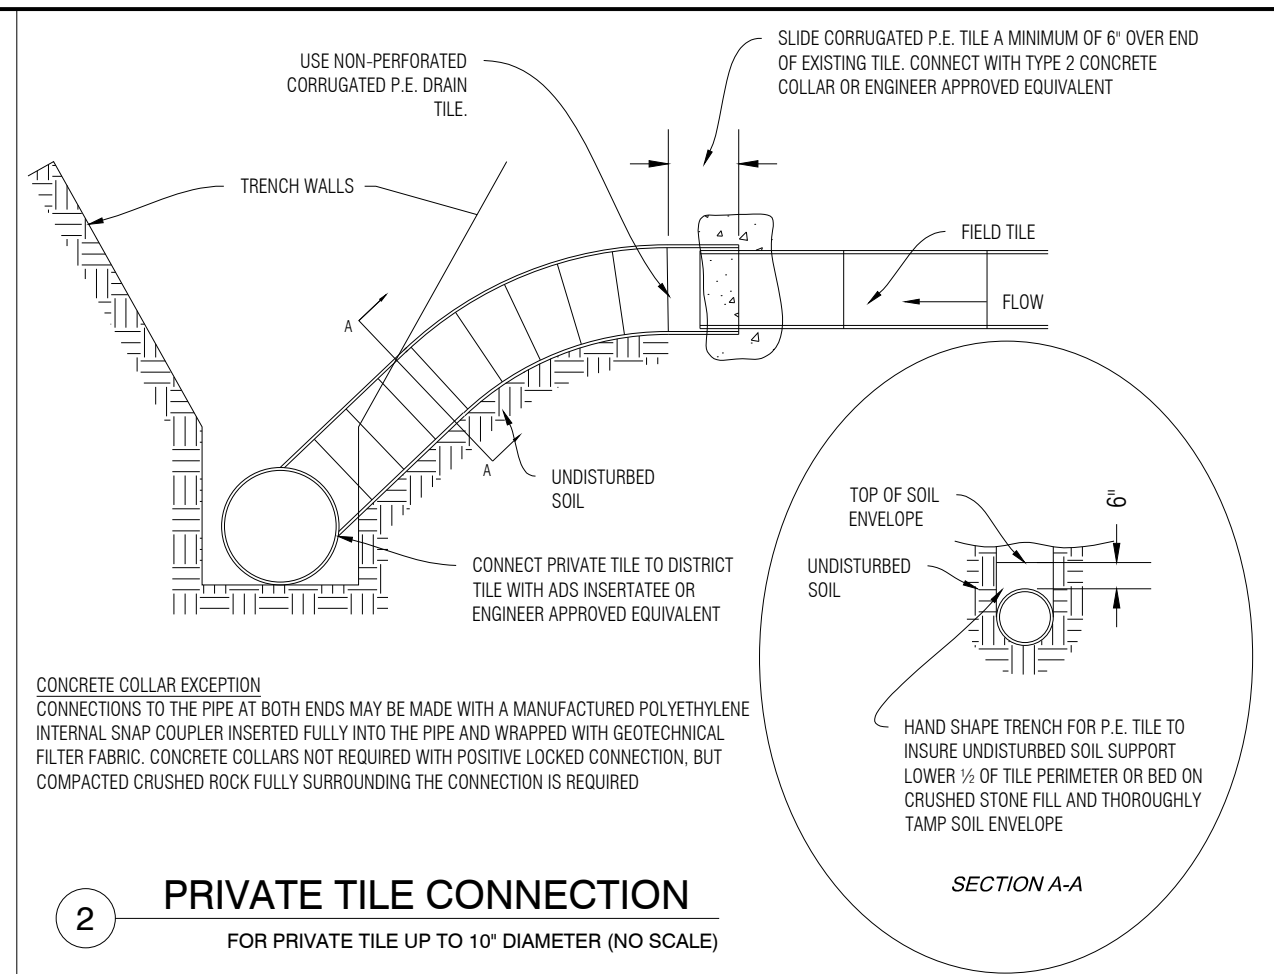 SLIDE CORRUGATED P.E. TILE A MINIMUM OF 6" OVER END
OF EXISTING TILE. CONNECT WITH TYPE 2 CONCRETE
COLLAR OR ENGINEER APPROVED EQUIVALENT
USE NON-PERFORATED
CORRUGATED P.E. DRAIN
TILE.
TRENCH WALLS
FIELD TILE
FLOW
A
A
UNDISTURBED
SOIL
CONNECT PRIVATE TILE TO DISTRICT
TILE WITH ADS INSERTATEE OR
ENGINEER APPROVED EQUIVALENT
TOP OF SOIL
ENVELOPE
6"
UNDISTURBED
SOIL
HAND SHAPE TRENCH FOR P.E. TILE TO
INSURE UNDISTURBED SOIL SUPPORT
LOWER ½ OF TILE PERIMETER OR BED ON
CRUSHED STONE FILL AND THOROUGHLY
TAMP SOIL ENVELOPE
SECTION A-A
CONCRETE COLLAR EXCEPTION
CONNECTIONS TO THE PIPE AT BOTH ENDS MAY BE MADE WITH A MANUFACTURED POLYETHYLENE
INTERNAL SNAP COUPLER INSERTED FULLY INTO THE PIPE AND WRAPPED WITH GEOTECHNICAL
FILTER FABRIC. CONCRETE COLLARS NOT REQUIRED WITH POSITIVE LOCKED CONNECTION, BUT
COMPACTED CRUSHED ROCK FULLY SURROUNDING THE CONNECTION IS REQUIRED
2
PRIVATE TILE CONNECTION
FOR PRIVATE TILE UP TO 10" DIAMETER (NO SCALE)